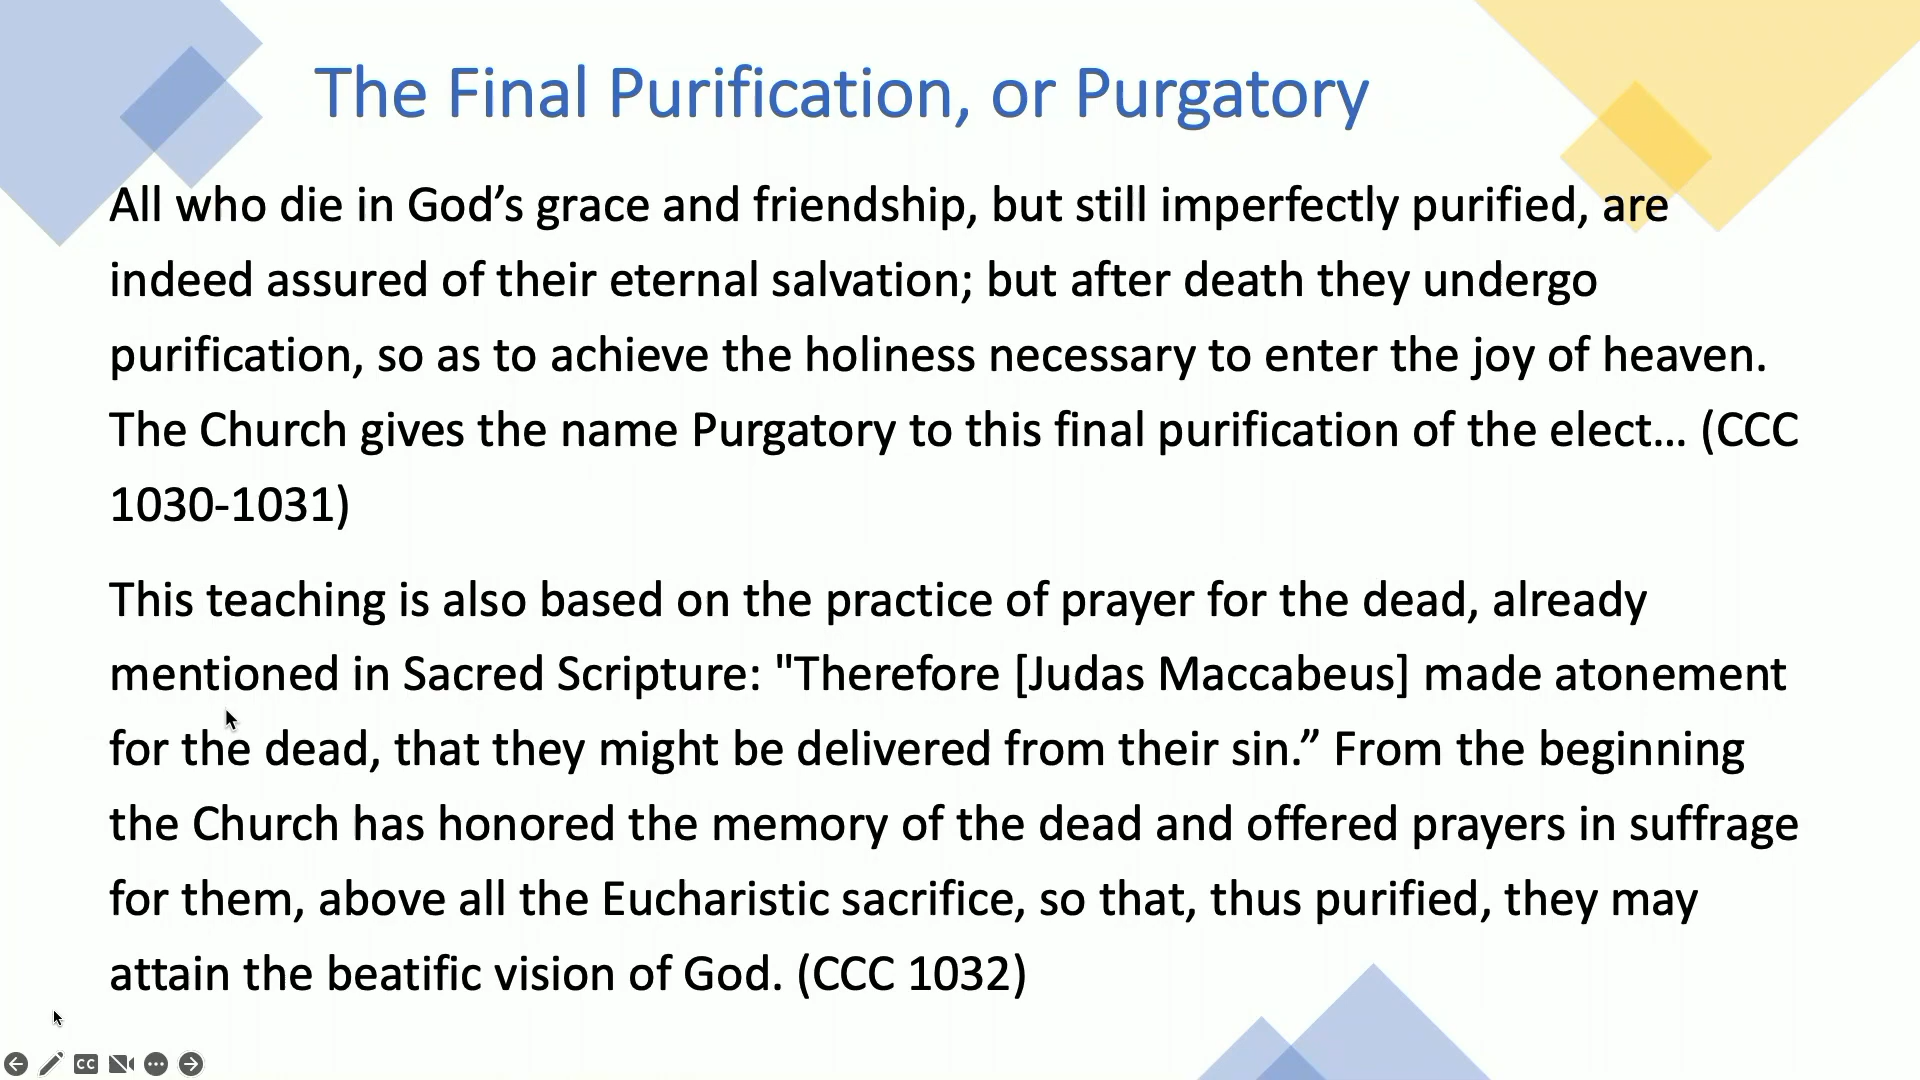 The Final Purification, or Purgatory
All who die in God’s grace and friendship, but still imperfectly purified, are
indeed assured of their eternal salvation; but after death they undergo
purification, so as to achieve the holiness necessary to enter the joy of heaven.
The Church gives the name Purgatory to this final purification of the elect... (CCC
1030-1031)
This teaching is also based on the practice of prayer for the dead, already
mentioned in Sacred Scripture: "Therefore [Judas Maccabeus] made atonement
for the dead, that they might be delivered from their sin.” From the beginning
the Church has honored the memory of the dead and offered prayers in suffrage
for them, above all the Eucharistic sacrifice, so that, thus purified, they may
attain the beatific vision of God. (CCC 1032)
CC